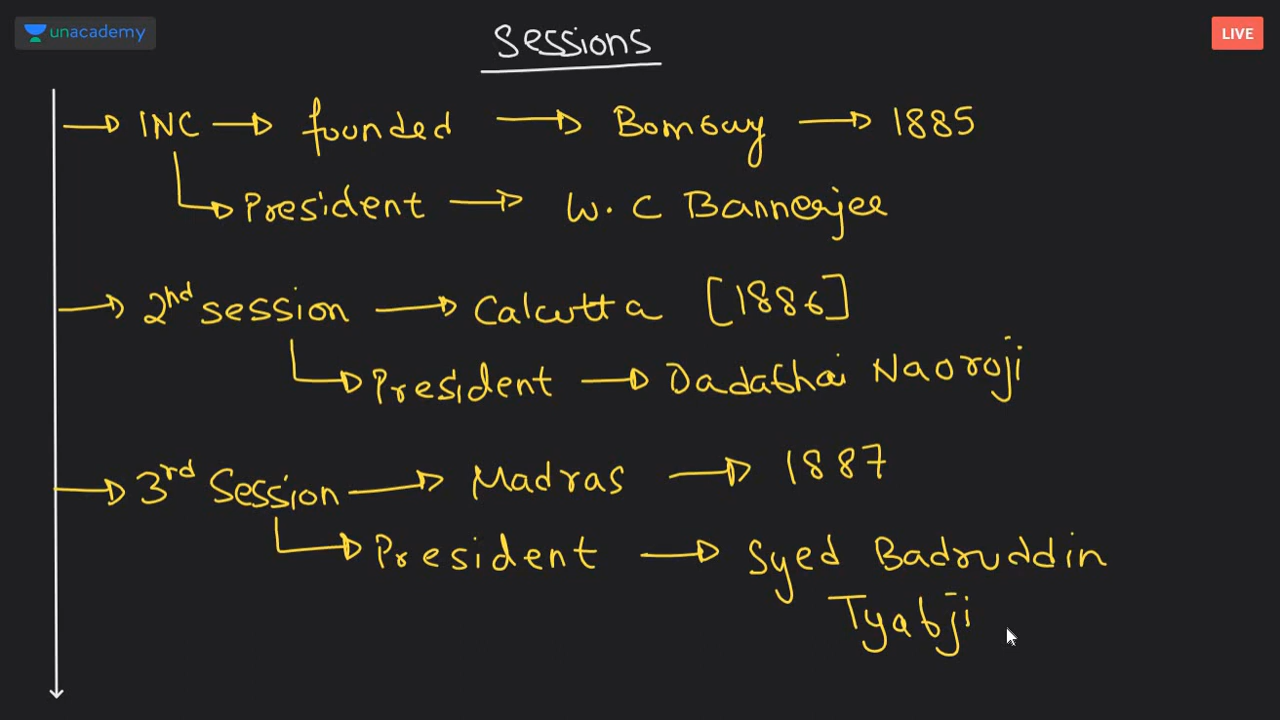 unacademy
LIVE
Sessions
→ INC → founded → Bombay → 1885
President → W.C Bannerjee
→ 2nd session → Calcutta [1886]
President → Dadabhai Naoroji
→ 3rd Session → Madras → 1887
President → Syed Badruddin
Tyabji